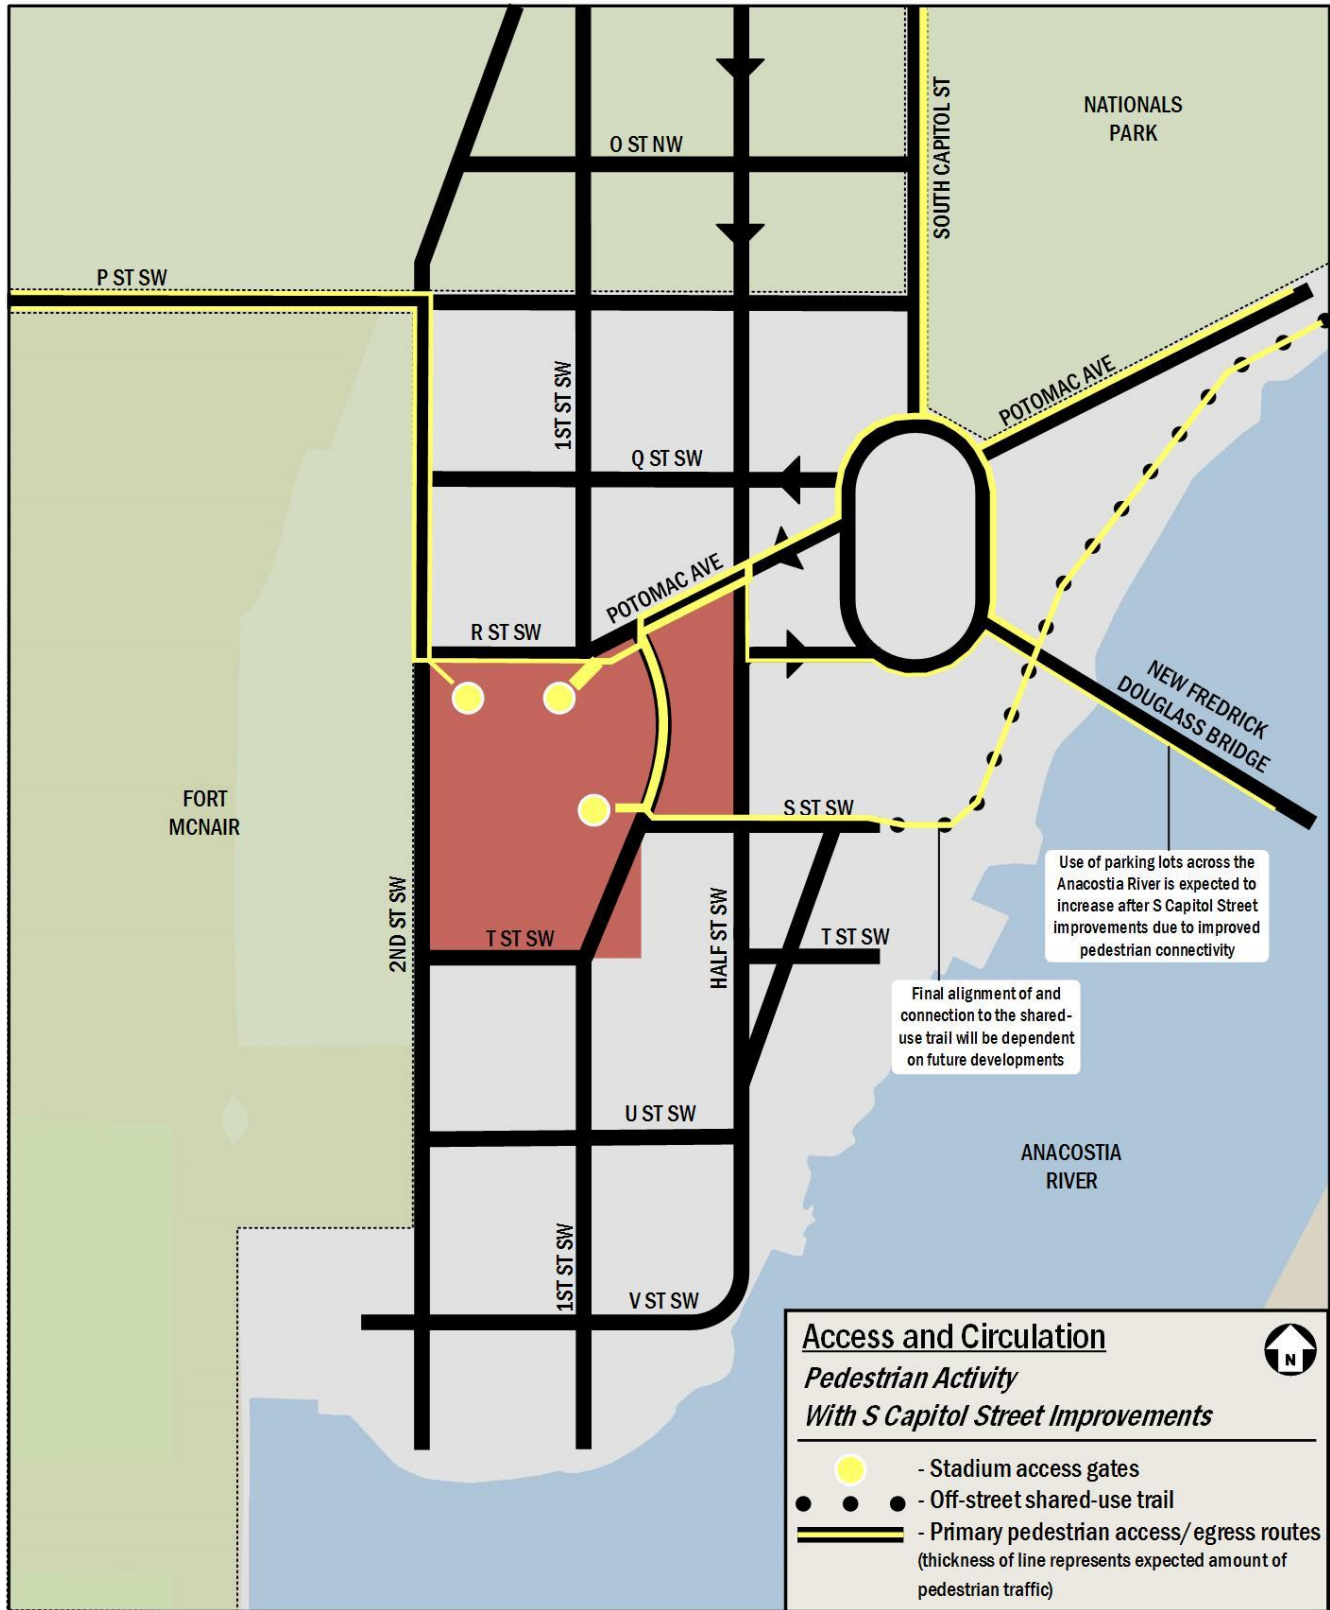 NATIONALS
PARK
SOUTH CAPITOL ST
O ST NW
P ST SW
1ST ST SW
POTOMAC AVE
Q ST SW
POTOMAC AVE
R ST SW
NEW FREDRICK
DOUGLASS BRIDGE
FORT
MCNAIR
S ST SW
Use of parking lots across the
Anacostia River is expected to
increase after S Capitol Street
improvements due to improved
pedestrian connectivity
2ND ST SW
T ST SW
HALF ST SW
T ST SW
Final alignment of and
connection to the shared-
use trail will be dependent
on future developments
U ST SW
ANACOSTIA
RIVER
1ST ST SW
V ST SW
Access and Circulation
N
Pedestrian Activity
With S Capitol Street Improvements
- Stadium access gates
- Off-street shared-use trail
- Primary pedestrian access/egress routes
(thickness of line represents expected amount of
pedestrian traffic)